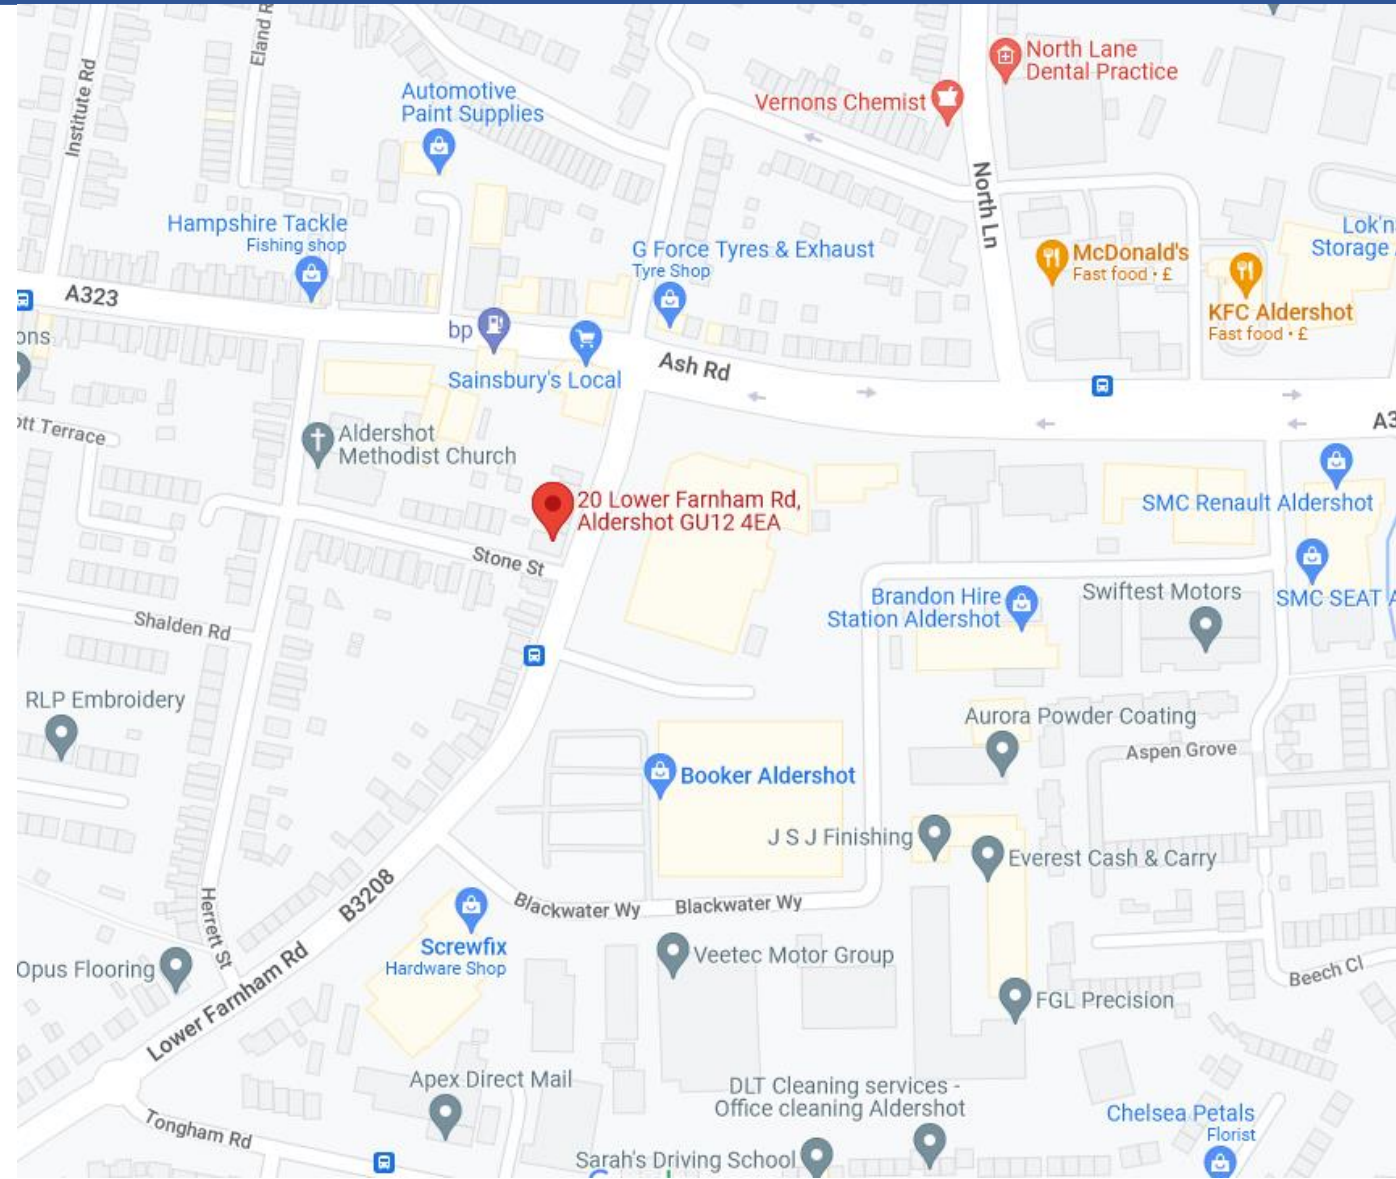 Institute Rd
Eland R
Automotive
Paint Supplies
Vernons Chemist
North Lane
Dental Practice
North Ln
Hampshire Tackle
Fishing shop
G Force Tyres & Exhaust
Tyre Shop
McDonald's
Fast food · £
KFC Aldershot
Fast food · £
Lok'n
Storage
A323
ons
bp
Sainsbury's Local
Ash Rd
A3
ott Terrace
Aldershot
Methodist Church
20 Lower Farnham Rd,
Aldershot GU12 4EA
SMC Renault Aldershot
Stone St
Brandon Hire
Station Aldershot
Swiftest Motors
SMC SEAT A
Shalden Rd
RLP Embroidery
Aurora Powder Coating
Aspen Grove
Booker Aldershot
J S J Finishing
Everest Cash & Carry
Herrett St
B3208
Blackwater Wy
Blackwater Wy
Screwfix
Hardware Shop
Veetec Motor Group
Opus Flooring
Lower Farnham Rd
Beech Cl
FGL Precision
Apex Direct Mail
DLT Cleaning services -
Office cleaning Aldershot
Chelsea Petals
Florist
Tongham Rd
Sarah's Driving School